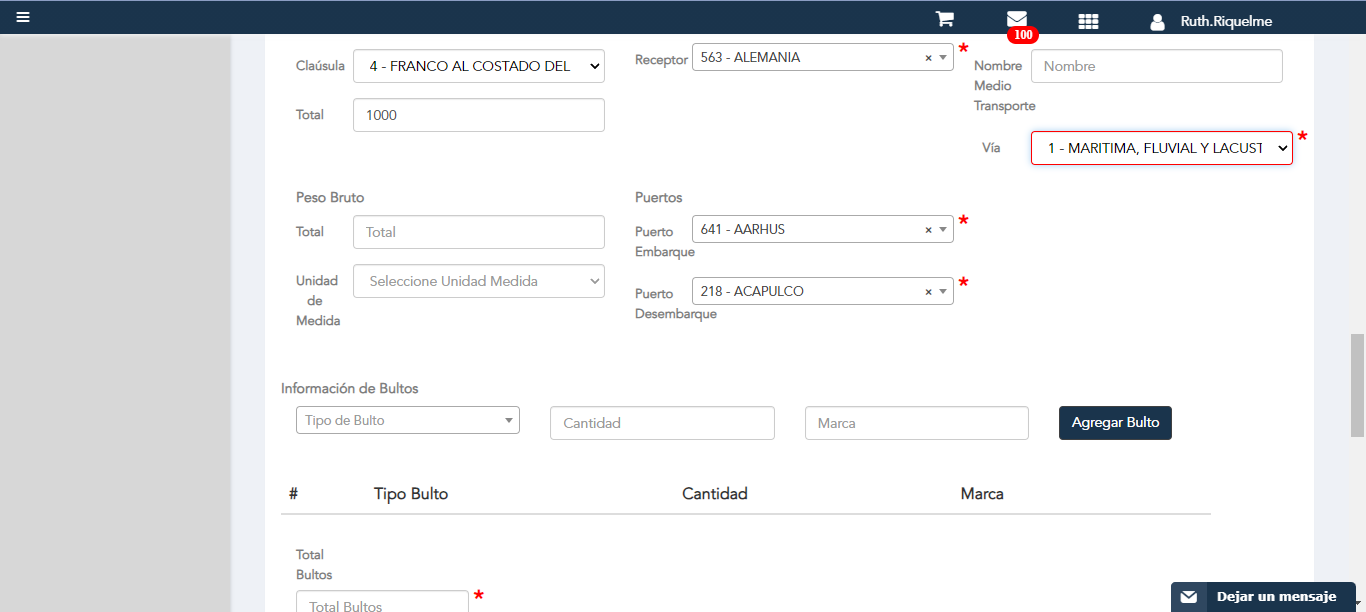 100
Ruth.Riquelme
Claúsula
4 - FRANCO AL COSTADO DEL
Receptor
563 - ALEMANIA
×
*
Nombre
Medio
Transporte
Nombre
Total
1000
Vía
1 - MARITIMA, FLUVIAL Y LACUST
*
Peso Bruto
Puertos
Total
Total
Puerto
Embarque
641 - AARHUS
×
*
Unidad
de
Medida
Seleccione Unidad Medida
Puerto
Desembarque
218 - ACAPULCO
×
*
Información de Bultos
Tipo de Bulto
Cantidad
Marca
Agregar Bulto
# Tipo Bulto Cantidad Marca
Total
Bultos
Total Bultos
*
Dejar un mensaje